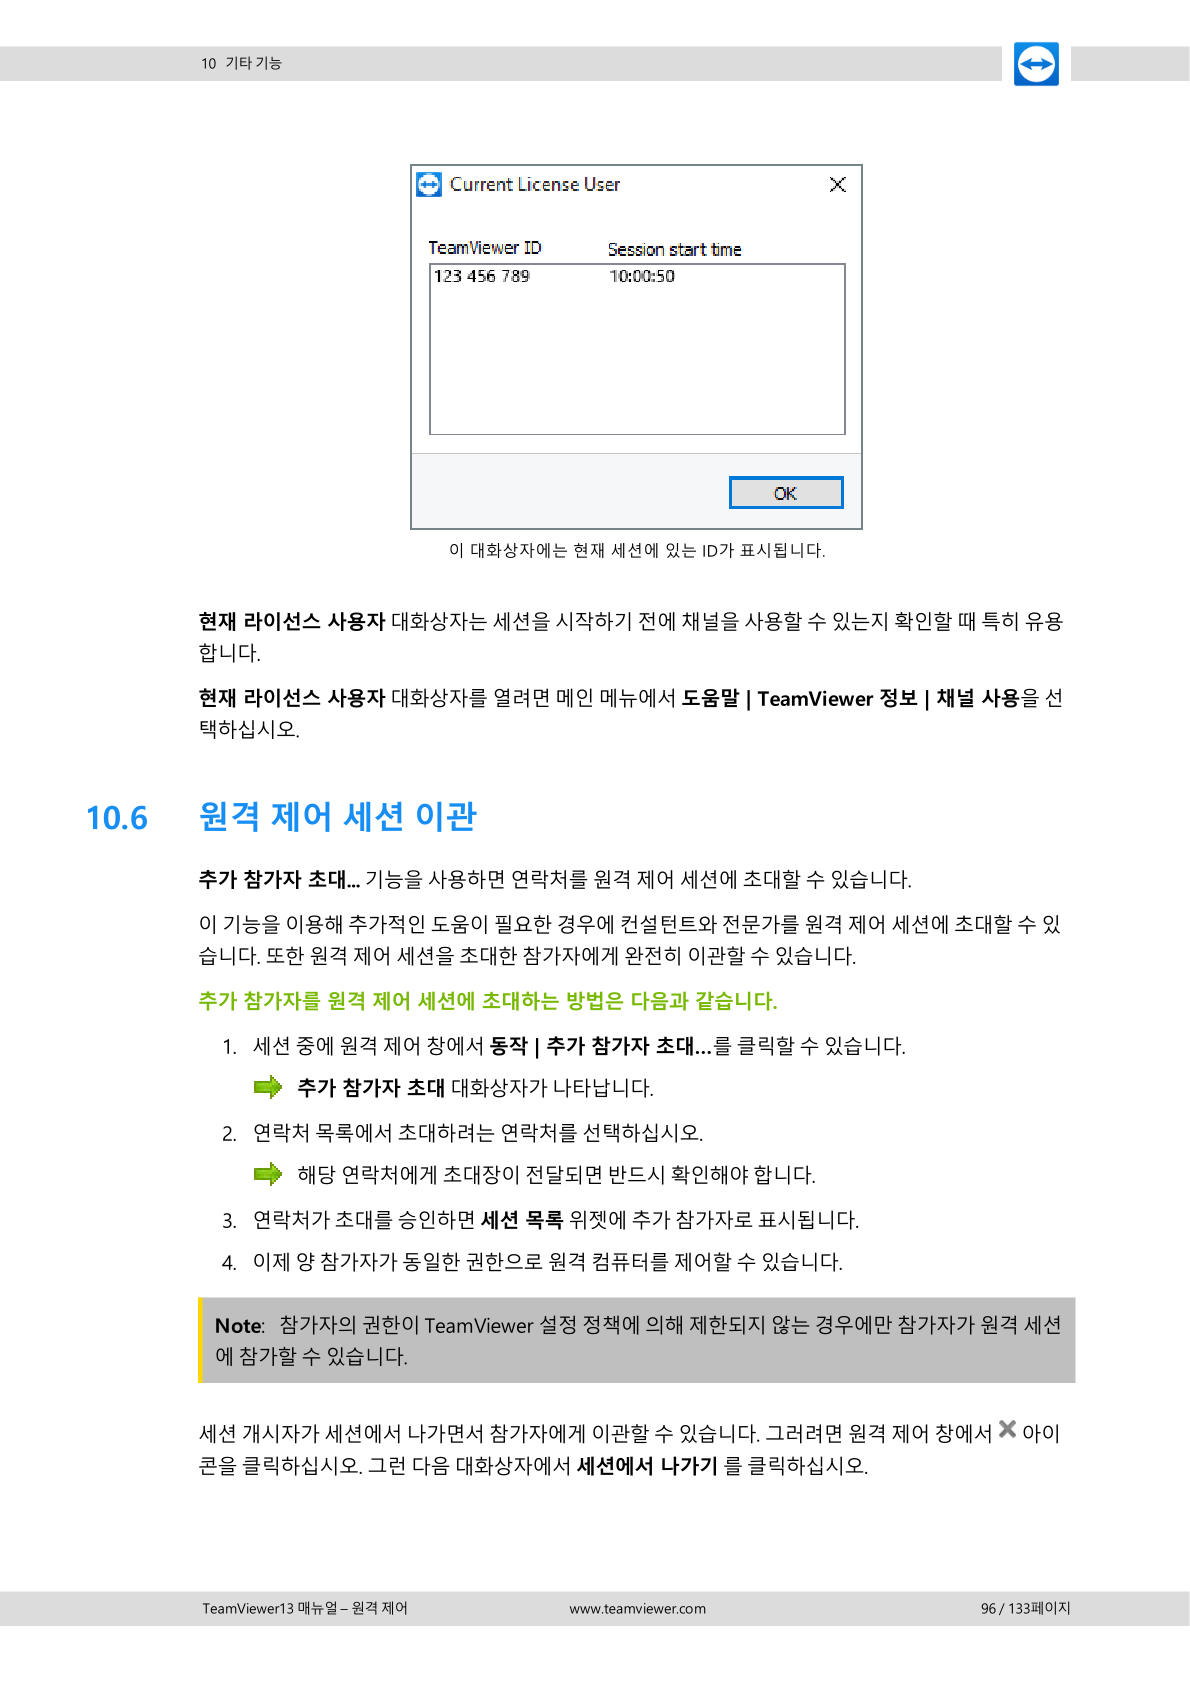 10 기타 기능
Current License User
TeamViewer ID Session start time
123 456 789 10:00:50
OK
이 대화상자에는 현재 세션에 있는 ID가 표시됩니다.
현재 라이선스 사용자 대화상자는 세션을 시작하기 전에 채널을 사용할 수 있는지 확인할 때 특히 유용
합니다.
현재 라이선스 사용자 대화상자를 열려면 메인 메뉴에서 도움말 | TeamViewer 정보 | 채널 사용을 선
택하십시오.
10.6 원격 제어 세션 이관
추가 참가자 초대... 기능을 사용하면 연락처를 원격 제어 세션에 초대할 수 있습니다.
이 기능을 이용해 추가적인 도움이 필요한 경우에 컨설턴트와 전문가를 원격 제어 세션에 초대할 수 있
습니다. 또한 원격 제어 세션을 초대한 참가자에게 완전히 이관할 수 있습니다.
추가 참가자를 원격 제어 세션에 초대하는 방법은 다음과 같습니다.
1. 세션 중에 원격 제어 창에서 동작 | 추가 참가자 초대...를 클릭할 수 있습니다.
추가 참가자 초대 대화상자가 나타납니다.
2. 연락처 목록에서 초대하려는 연락처를 선택하십시오.
해당 연락처에게 초대장이 전달되면 반드시 확인해야 합니다.
3. 연락처가 초대를 승인하면 세션 목록 위젯에 추가 참가자로 표시됩니다.
4. 이제 양 참가자가 동일한 권한으로 원격 컴퓨터를 제어할 수 있습니다.
Note: 참가자의 권한이 TeamViewer 설정 정책에 의해 제한되지 않는 경우에만 참가자가 원격 세션
에 참가할 수 있습니다.
세션 개시자가 세션에서 나가면서 참가자에게 이관할 수 있습니다. 그러려면 원격 제어 창에서 아이
콘을 클릭하십시오. 그런 다음 대화상자에서 세션에서 나가기 를 클릭하십시오.
TeamViewer13 매뉴얼 – 원격 제어 www.teamviewer.com 96 / 133페이지